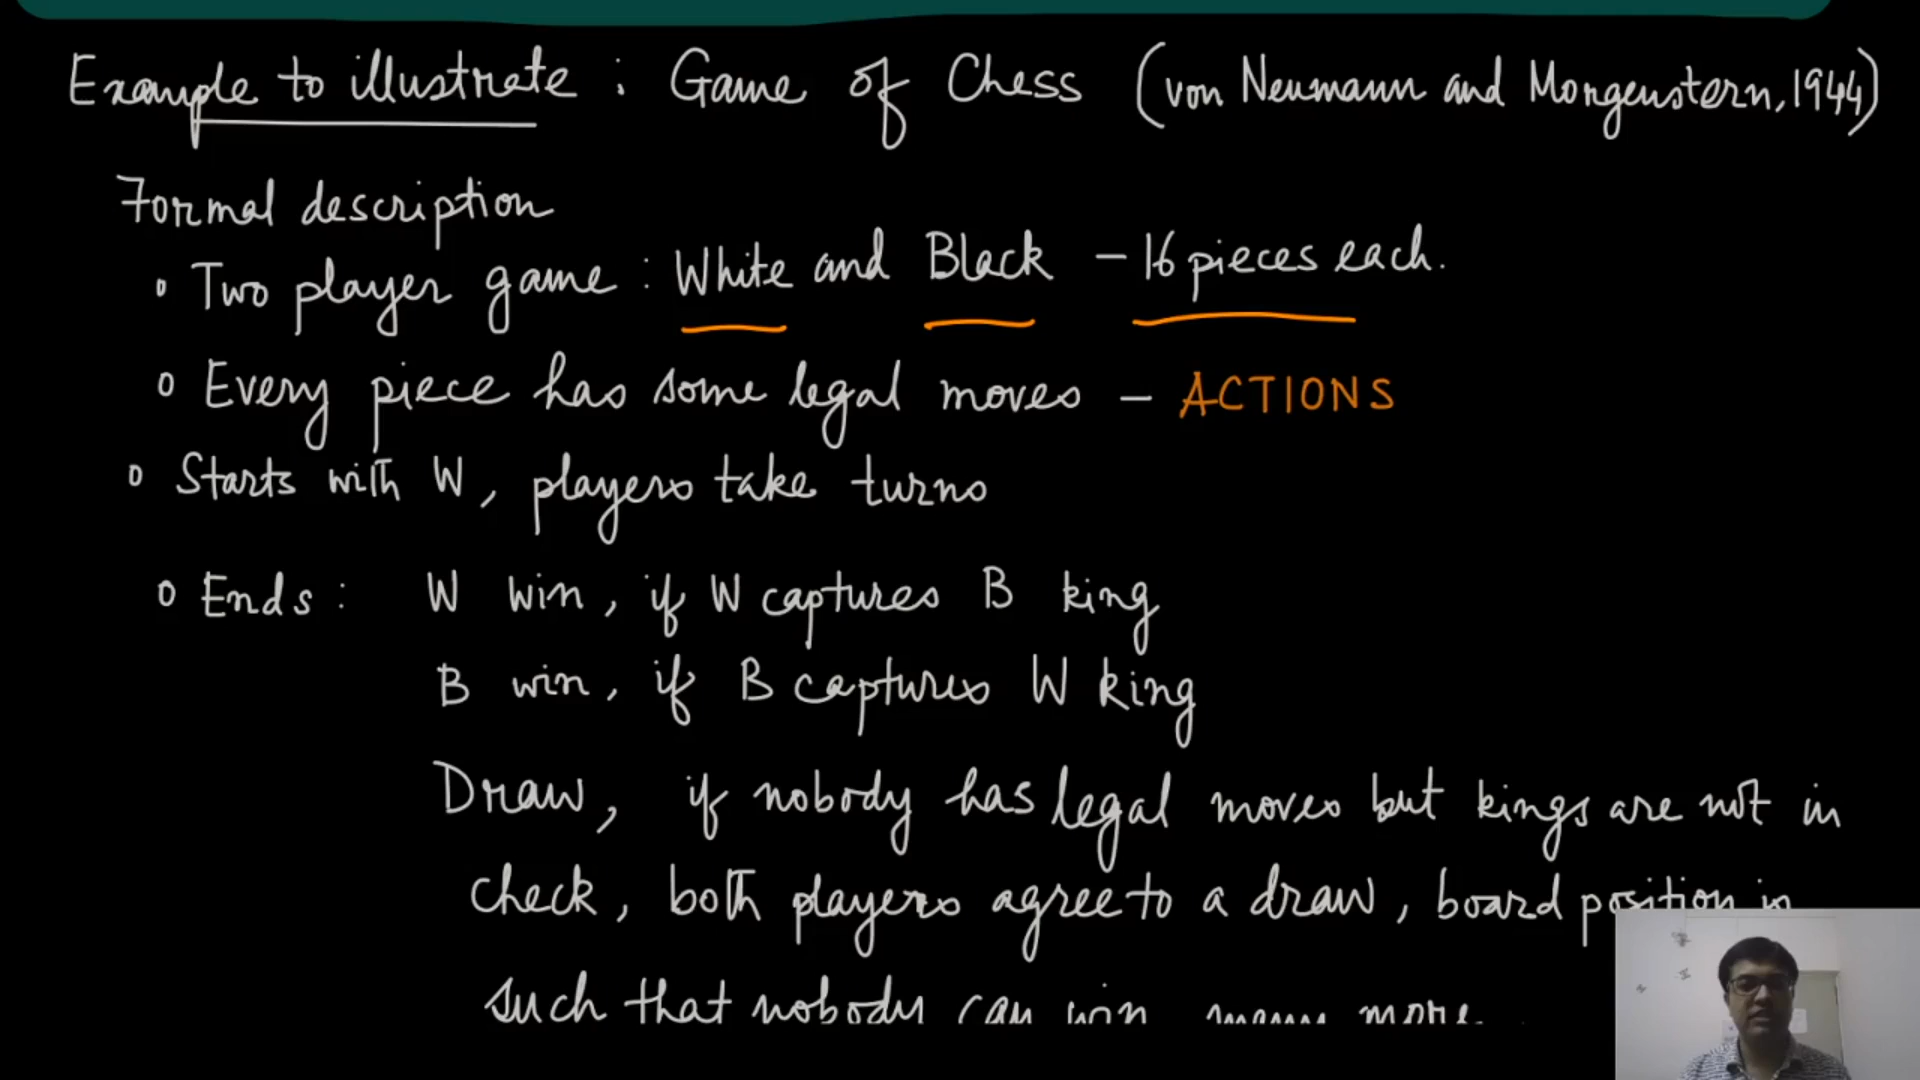 Example to illustrate : Game of Chess (von Neumann and Morgenstern, 1944)
Formal description
• Two player game : White and Black - 16 pieces each.
o Every piece has some legal moves - ACTIONS
o Starts with W, players take turns
o Ends : W win, if W captures B king
B win, if B captures W king
Draw, if nobody has legal moves but kings are not in
check, both players agree to a draw, board position is
such that nobody can win, many more.